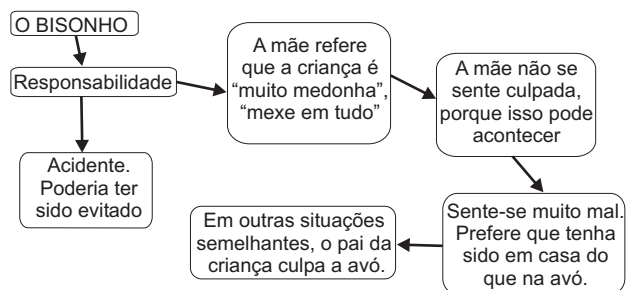 O BISONHO
Responsabilidade
Acidente.
Poderia ter
sido evitado
A mãe refere
que a criança é
“muito medonha”,
“mexe em tudo”
A mãe não se
sente culpada,
porque isso pode
acontecer
Sente-se muito mal.
Prefere que tenha
sido em casa do
que na avó.
Em outras situações
semelhantes, o pai da
criança culpa a avó.